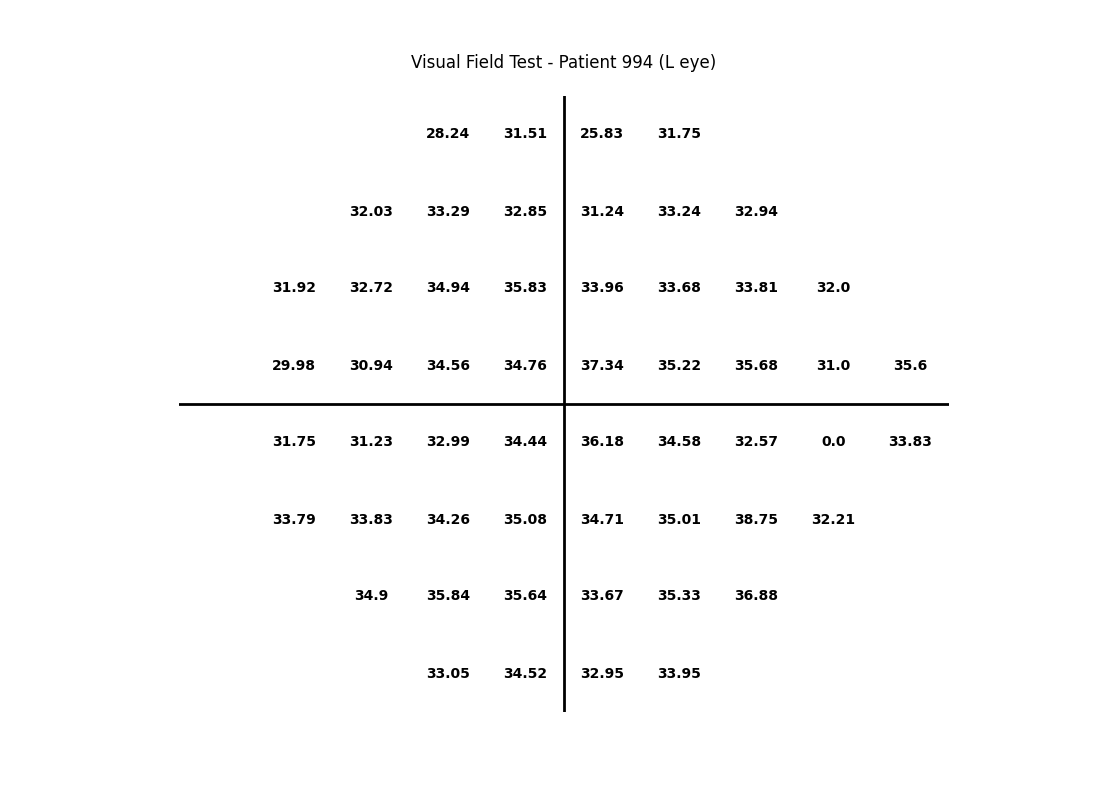 Visual Field Test - Patient 994 (L eye)
28.24 31.51 25.83 31.75
32.03 33.29 32.85 31.24 33.24 32.94
31.92 32.72 34.94 35.83 33.96 33.68 33.81 32.0
29.98 30.94 34.56 34.76 37.34 35.22 35.68 31.0 35.6
31.75 31.23 32.99 34.44 36.18 34.58 32.57 0.0 33.83
33.79 33.83 34.26 35.08 34.71 35.01 38.75 32.21
34.9 35.84 35.64 33.67 35.33 36.88
33.05 34.52 32.95 33.95